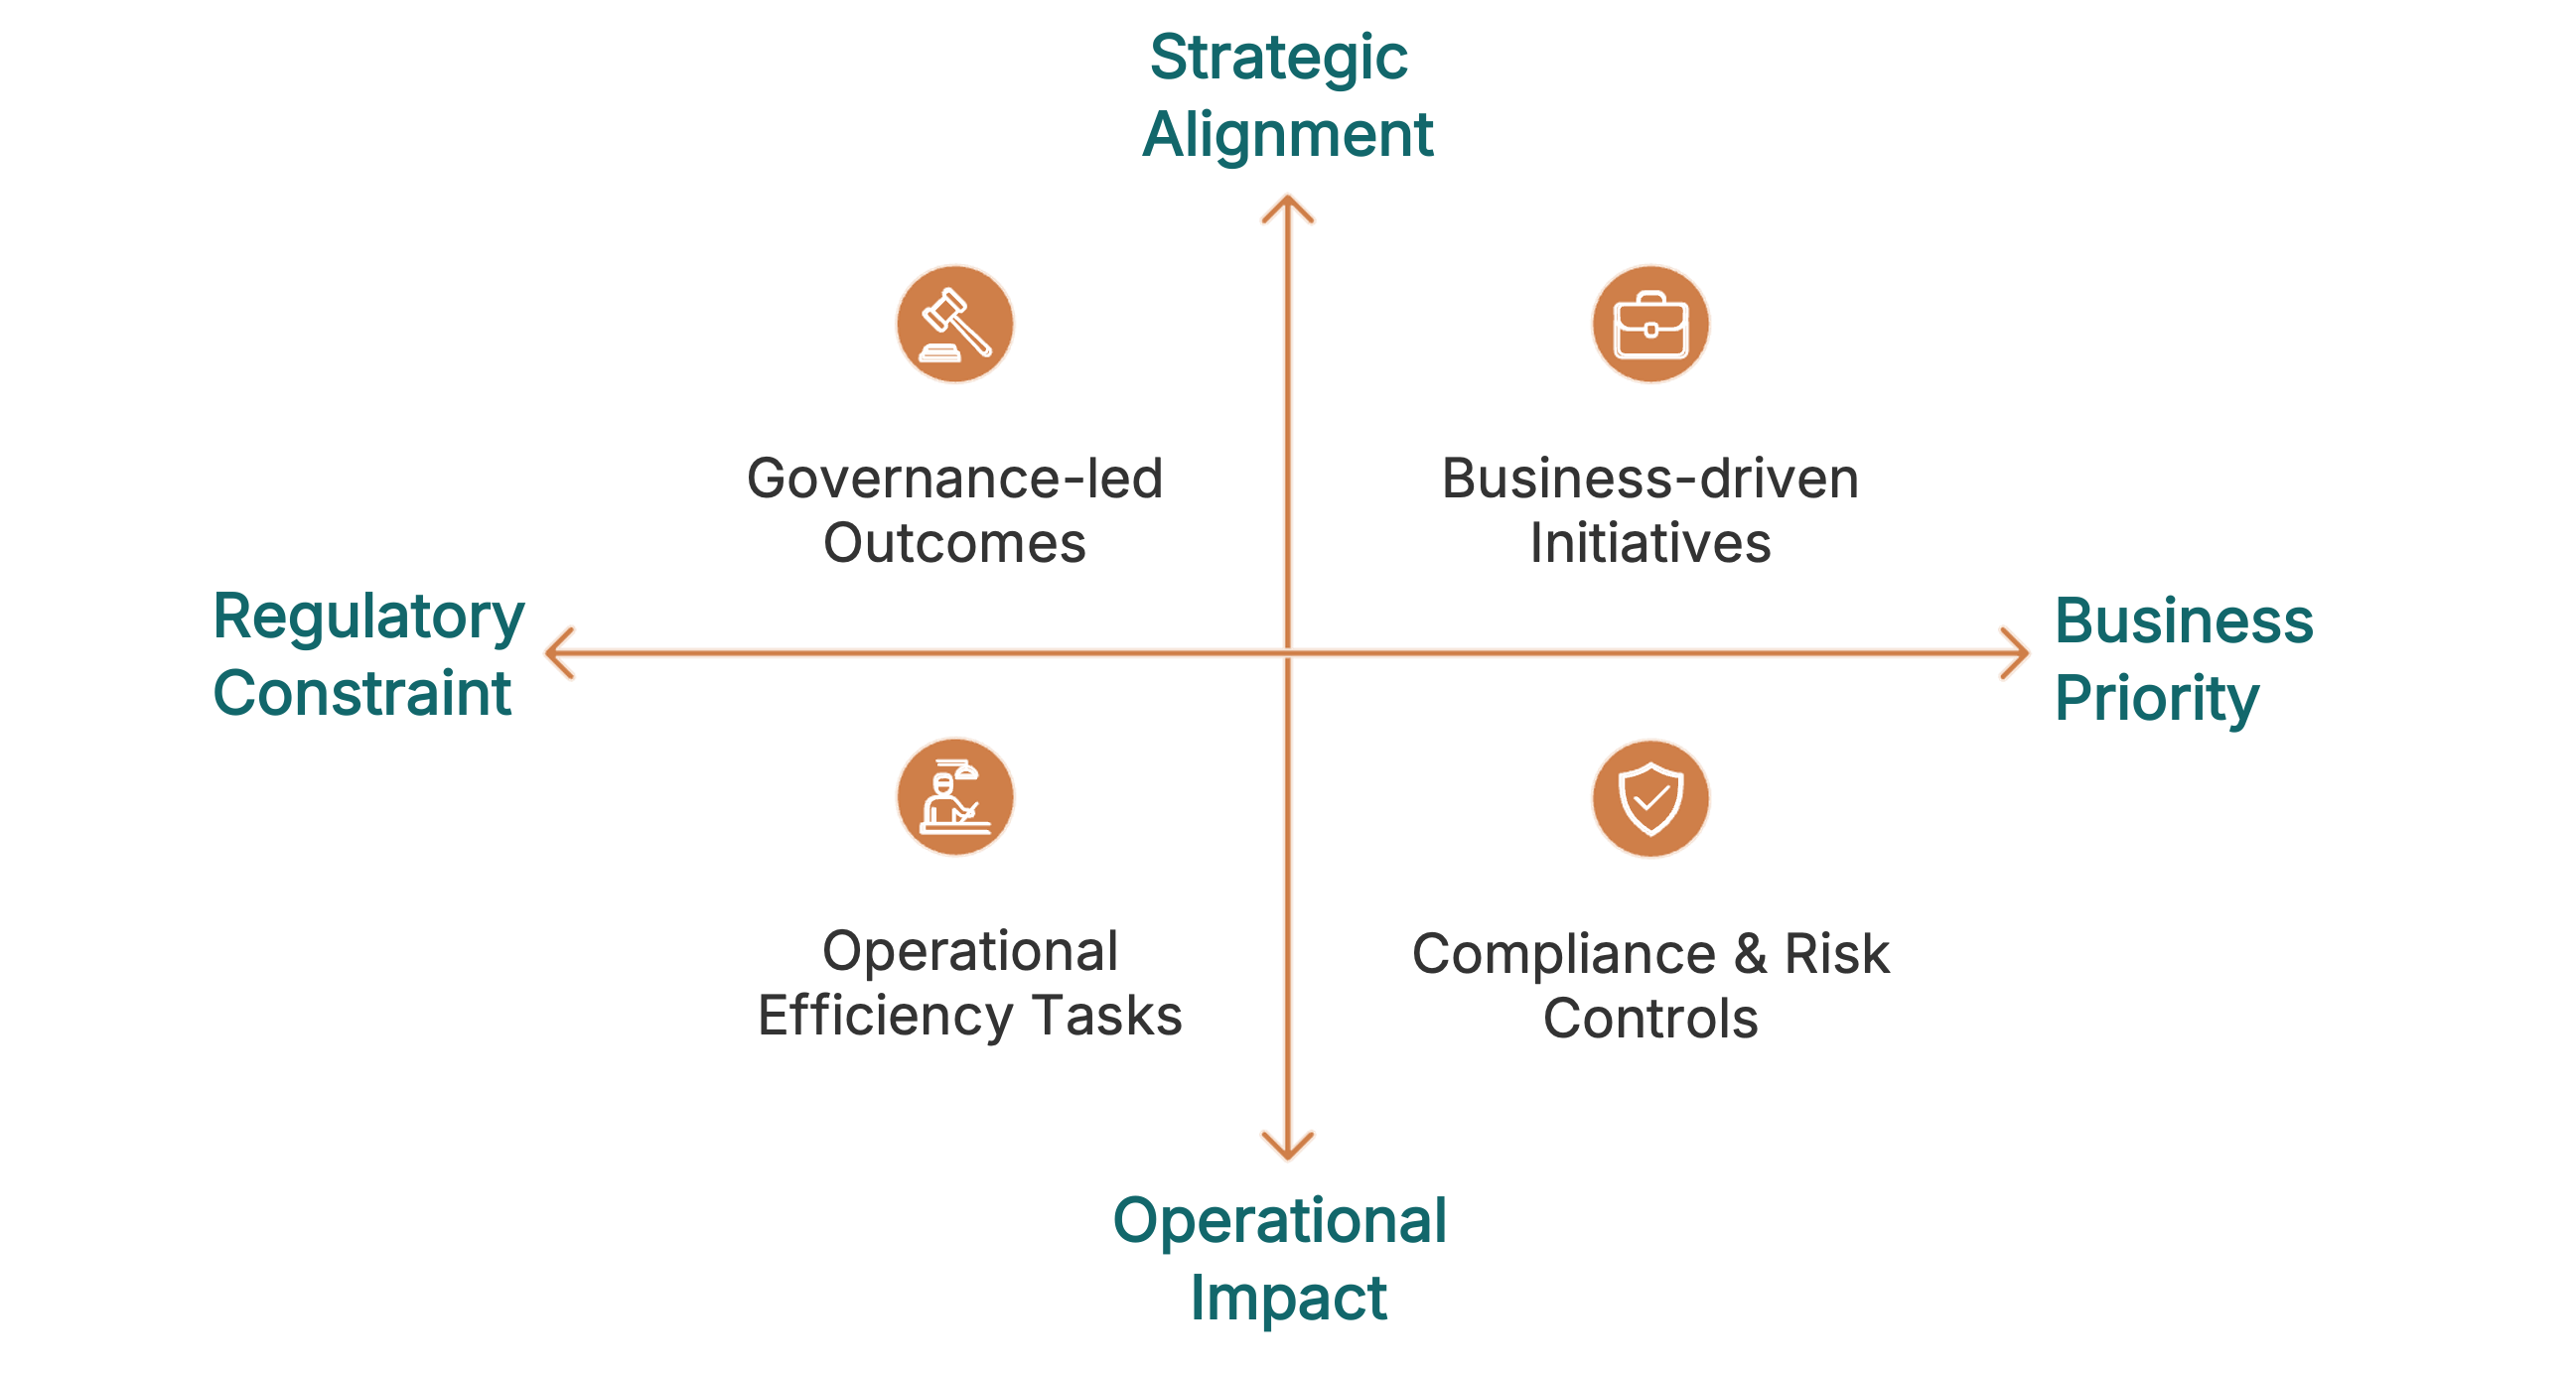 Strategic
Alignment
Governance-led
Outcomes
Business-driven
Initiatives
Regulatory
Constraint
Business
Priority
Operational
Efficiency Tasks
Compliance & Risk
Controls
Operational
Impact